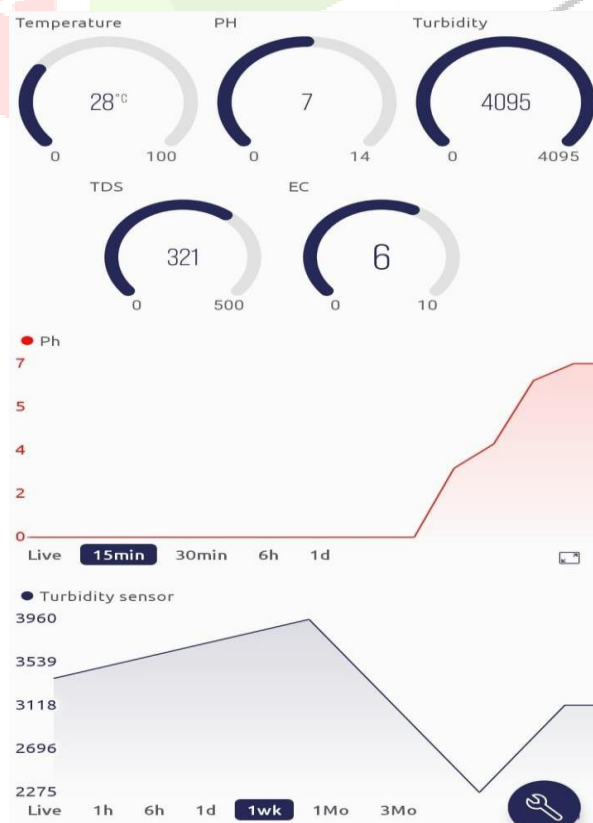 Temperature PH Turbidity
28°C 7 4095
0 100 0 14 0 4095
TDS EC
321 6
0 500 0 10
Ph
7
5
4
2
0
Live 15min 30min 6h 1d
Turbidity sensor
3960
3539
3118
2696
2275
Live 1h 6h 1d 1wk 1Mo 3Mo